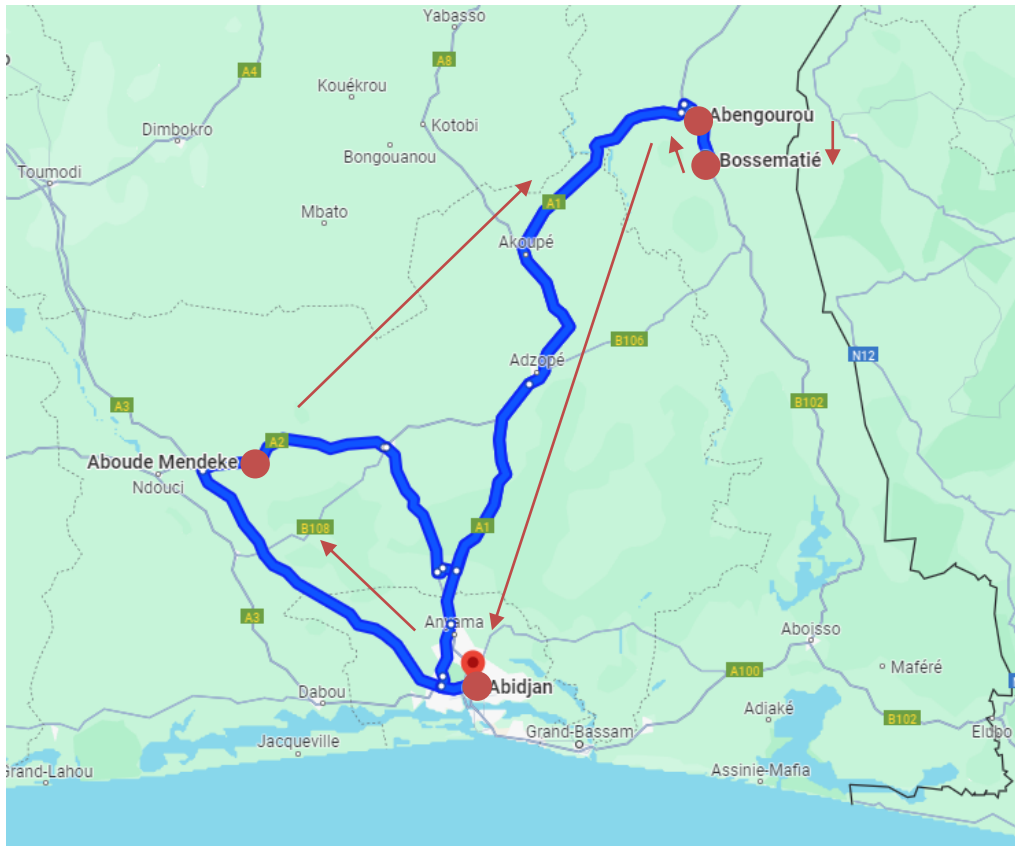 Yabasso
A4
A8
Kouékrou
Abengourou
Kotobi
Dimbokro
Bongouanou
Bossematié
Toumodi
A1
Mbato
Akoupé
B106
N12
Adzopé
A3
B102
A2
Aboude Mendeke
Ndouci
B108
A1
A3
Anyama
Aboisso
Maféré
A100
Abidjan
Dabou
Adiaké
B102
Grand-Bassam
Elubo
Jacqueville
Grand-Lahou
Assinie-Mafia